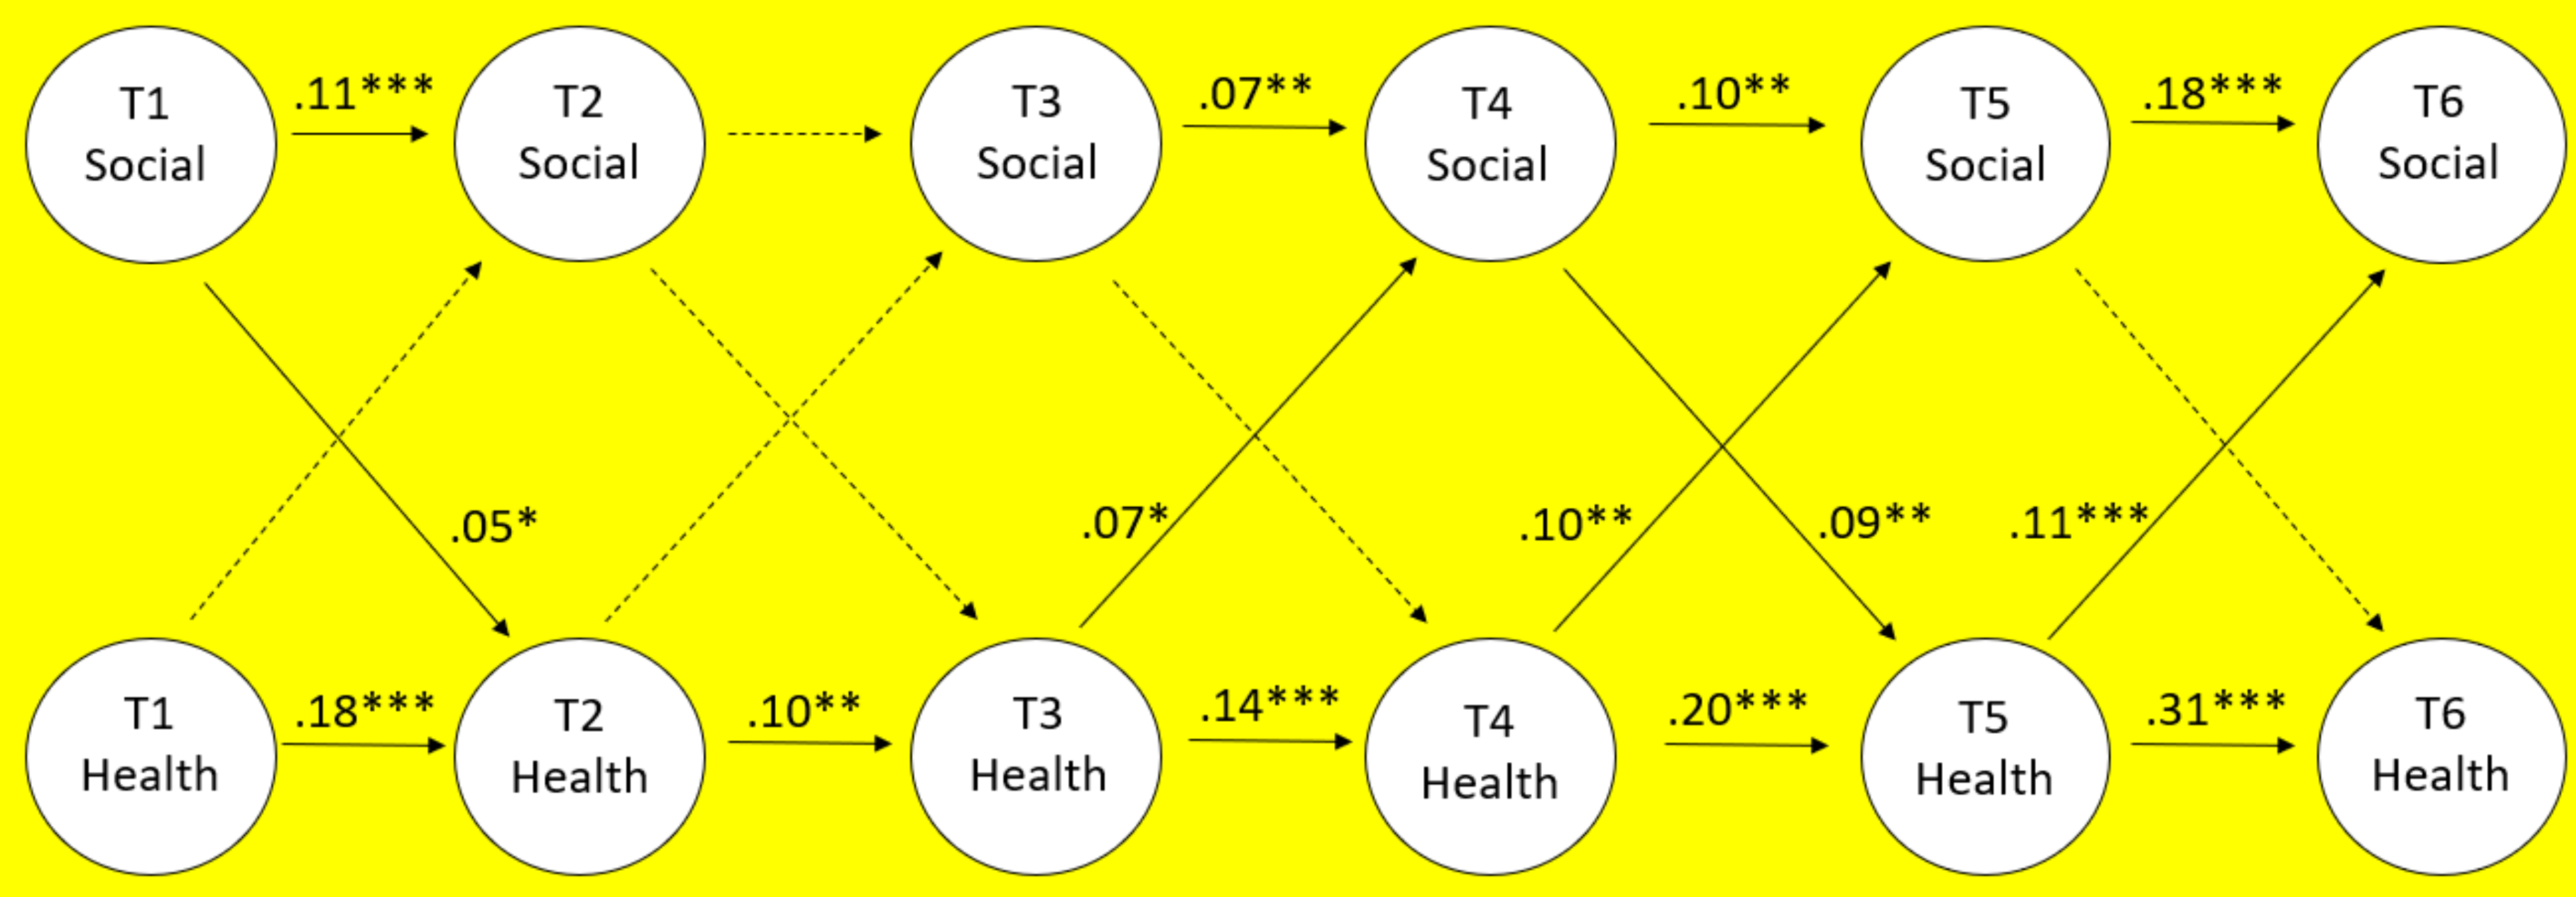 T1
Social
.11***
T2
Social
T3
Social
.07**
T4
Social
.10**
T5
Social
.18***
T6
Social
.05*
.07*
.10**
.09**
.11***
T1
Health
.18***
T2
Health
.10**
T3
Health
.14***
T4
Health
.20***
T5
Health
.31***
T6
Health